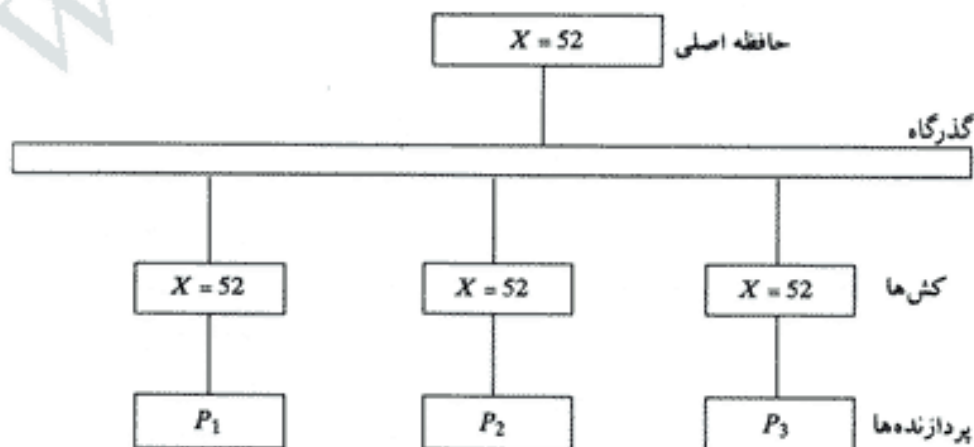 X = 52 حافظه اصلی
گذرگاه
X = 52 X = 52 X = 52 کش‌ها
P1 P2 P3 پردازنده‌ها